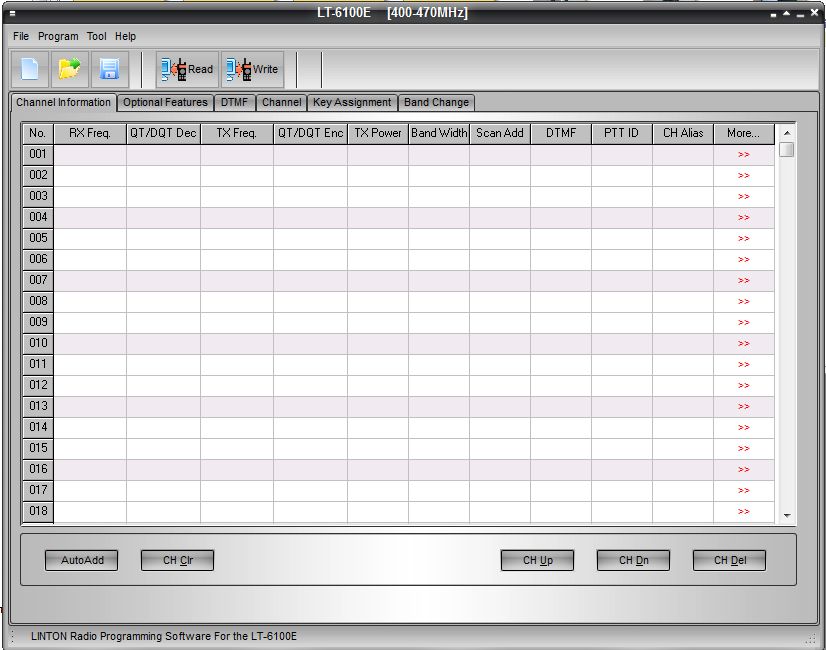 LT-6100E [400-470MHz]
File Program Tool Help
Read Write
Channel Information Optional Features DTMF Channel Key Assignment Band Change
No. RX Freq. QT/DQT Dec TX Freq. QT/DQT Enc TX Power Band Width Scan Add DTMF PTT ID CH Alias More...
001 >>
002 >>
003 >>
004 >>
005 >>
006 >>
007 >>
008 >>
009 >>
010 >>
011 >>
012 >>
013 >>
014 >>
015 >>
016 >>
017 >>
018 >>
AutoAdd CH Clr CH Up CH Dn CH Del
LINTON Radio Programming Software For the LT-6100E